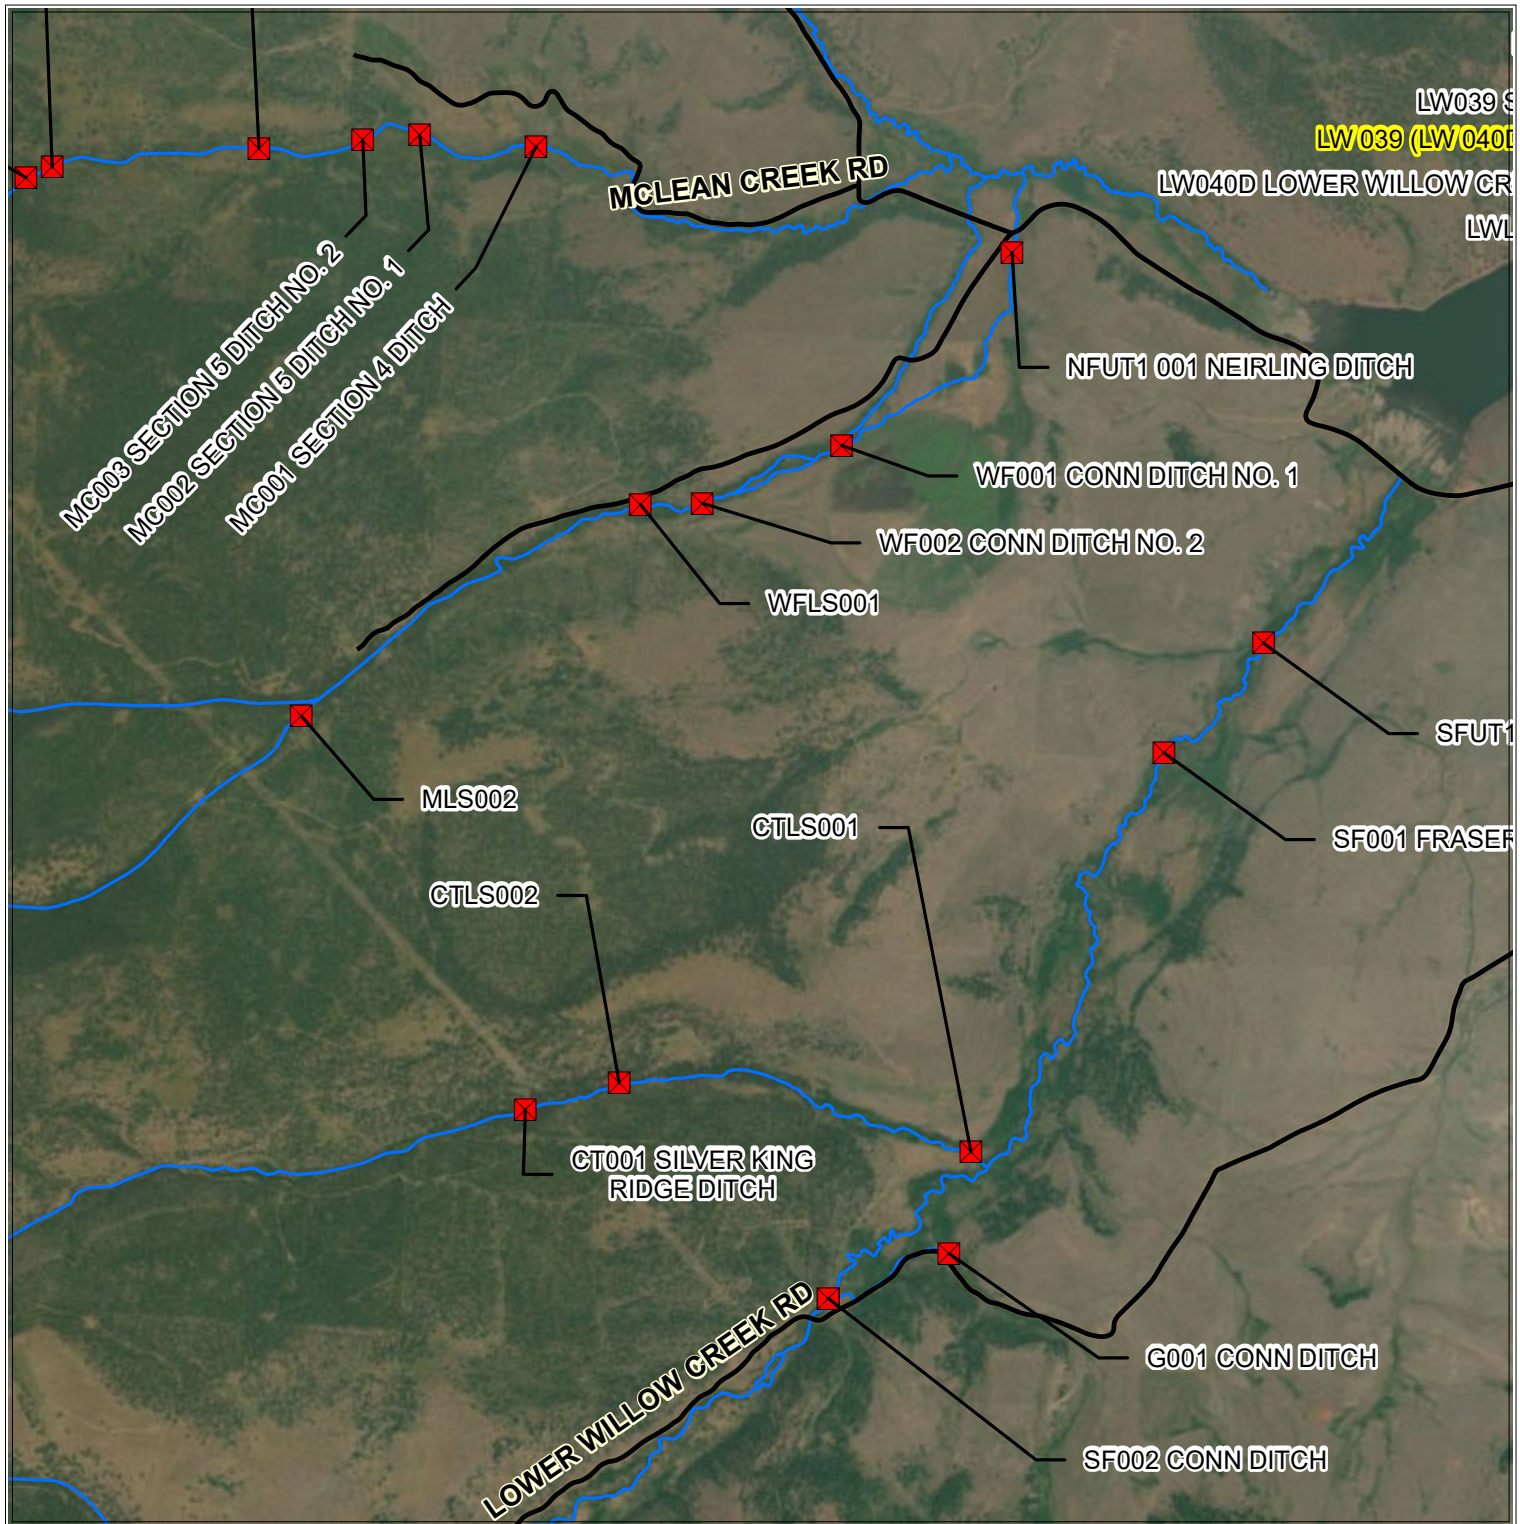 LW039 S
LW 039 (LW 040D
MCLEAN CREEK RD
LW040D LOWER WILLOW CR
LWL
MC003 SECTION 5 DITCH NO. 2
MC002 SECTION 5 DITCH NO. 1
MC001 SECTION 4 DITCH
NFUT1 001 NEIRLING DITCH
WF001 CONN DITCH NO. 1
WF002 CONN DITCH NO. 2
WFLS001
SFUT1
MLS002
CTLS001
SF001 FRASER
CTLS002
CT001 SILVER KING
RIDGE DITCH
LOWER WILLOW CREEK RD
G001 CONN DITCH
SF002 CONN DITCH